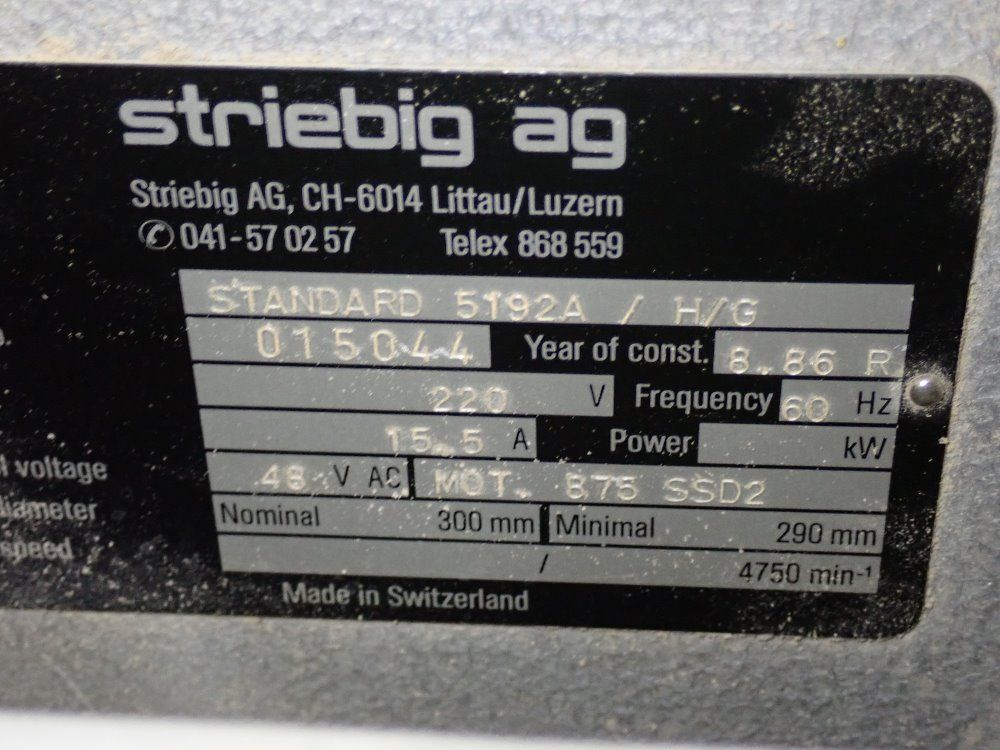 striebig ag
Striebig AG, CH-6014 Littau/Luzern
✆ 041-57 02 57 Telex 868 559
STANDARD 5192A / H/G
015044 Year of const. 8.86 R
220 V Frequency 60 Hz
15.5 A Power kW
voltage 48 V AC MOT. B75 SSD2
diameter Nominal 300 mm Minimal 290 mm
speed / 4750 min⁻¹
Made in Switzerland